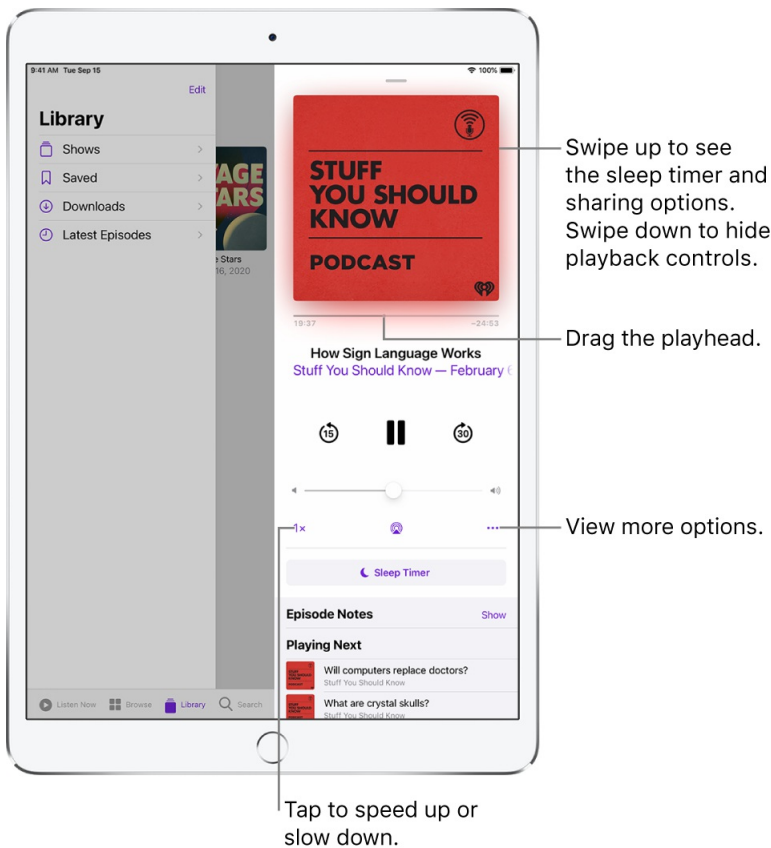 9:41 AM Tue Sep 15
100%
Edit
Library
Shows
Saved
Downloads
Latest Episodes
AGE
ARS
e Stars
16, 2020
STUFF
YOU SHOULD
KNOW
PODCAST
19:37
-24:53
How Sign Language Works
Stuff You Should Know — February
15
30
1×
Sleep Timer
Episode Notes
Show
Playing Next
Will computers replace doctors?
Stuff You Should Know
What are crystal skulls?
Stuff You Should Know
Listen Now
Browse
Library
Search
Swipe up to see
the sleep timer and
sharing options.
Swipe down to hide
playback controls.
Drag the playhead.
View more options.
Tap to speed up or
slow down.